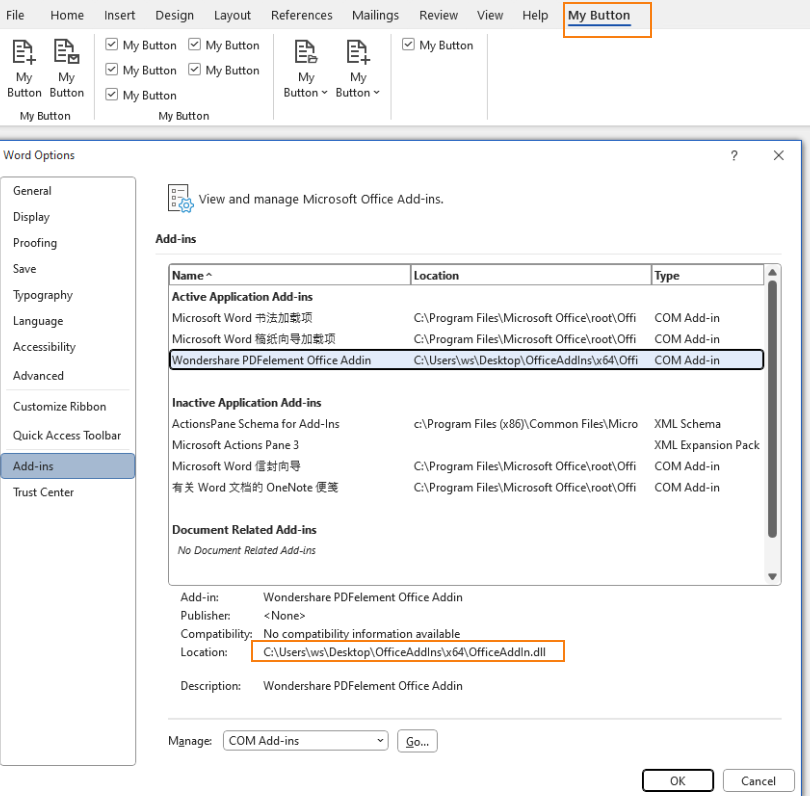 File Home Insert Design Layout References Mailings Review View Help My Button
My Button My Button
My Button My Button
My Button My Button
My Button
My Button My Button
My Button
My Button
My Button
My Button
Word Options ?
General
Display
Proofing
Save
Typography
Language
Accessibility
Advanced
Customize Ribbon
Quick Access Toolbar
Add-ins
Trust Center
View and manage Microsoft Office Add-ins.
Add-ins
Name Location Type
Active Application Add-ins
Microsoft Word 书法加载项 C:\Program Files\Microsoft Office\root\Offi COM Add-in
Microsoft Word 稿纸向导加载项 C:\Program Files\Microsoft Office\root\Offi COM Add-in
Wondershare PDFelement Office Addin C:\Users\ws\Desktop\OfficeAddIns\x64\Offi COM Add-in
Inactive Application Add-ins
ActionsPane Schema for Add-Ins c:\Program Files (x86)\Common Files\Micro XML Schema
Microsoft Actions Pane 3 XML Expansion Pack
Microsoft Word 信封向导 C:\Program Files\Microsoft Office\root\Offi COM Add-in
有关 Word 文档的 OneNote 便笺 C:\Program Files\Microsoft Office\root\Offi COM Add-in
Document Related Add-ins
No Document Related Add-ins
Add-in: Wondershare PDFelement Office Addin
Publisher: <None>
Compatibility: No compatibility information available
Location: C:\Users\ws\Desktop\OfficeAddIns\x64\OfficeAddIn.dll
Description: Wondershare PDFelement Office Addin
Manage: COM Add-ins Go...
OK Cancel